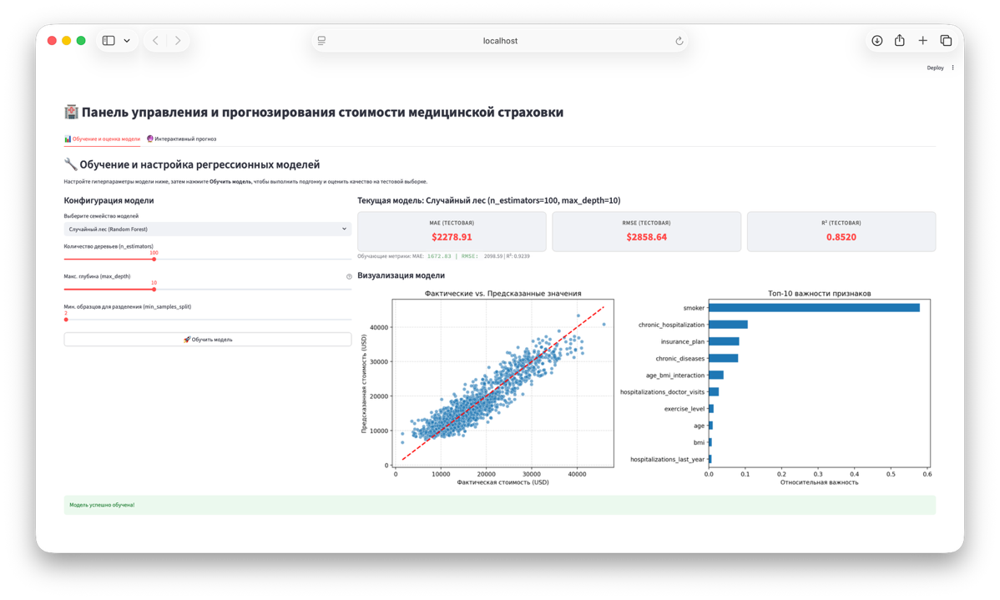 localhost
Deploy
🏥 Панель управления и прогнозирования стоимости медицинской страховки
📊 Обучение и оценка модели
🔮 Интерактивный прогноз
🔧 Обучение и настройка регрессионных моделей
Настройте гиперпараметры модели ниже, затем нажмите Обучить модель, чтобы выполнить подгонку и оценить качество на тестовой выборке.
Конфигурация модели
Выберите семейство моделей
Случайный лес (Random Forest)
Количество деревьев (n_estimators)
100
Макс. глубина (max_depth)
10
Мин. образцов для разделения (min_samples_split)
2
🚀 Обучить модель
Текущая модель: Случайный лес (n_estimators=100, max_depth=10)
MAE (ТЕСТОВАЯ)
$2278.91
RMSE (ТЕСТОВАЯ)
$2858.64
R² (ТЕСТОВАЯ)
0.8520
Обучающие метрики: MAE: 1672.83 | RMSE: 2098.59 | R²: 0.9239
Визуализация модели
Фактические vs. Предсказанные значения
Предсказанная стоимость (USD)
40000
30000
20000
10000
0
0 10000 20000 30000 40000
Фактическая стоимость (USD)
Топ-10 важности признаков
smoker
chronic_hospitalization
insurance_plan
chronic_diseases
age_bmi_interaction
hospitalizations_doctor_visits
exercise_level
age
bmi
hospitalizations_last_year
0.0 0.1 0.2 0.3 0.4 0.5 0.6
Относительная важность
Модель успешно обучена!